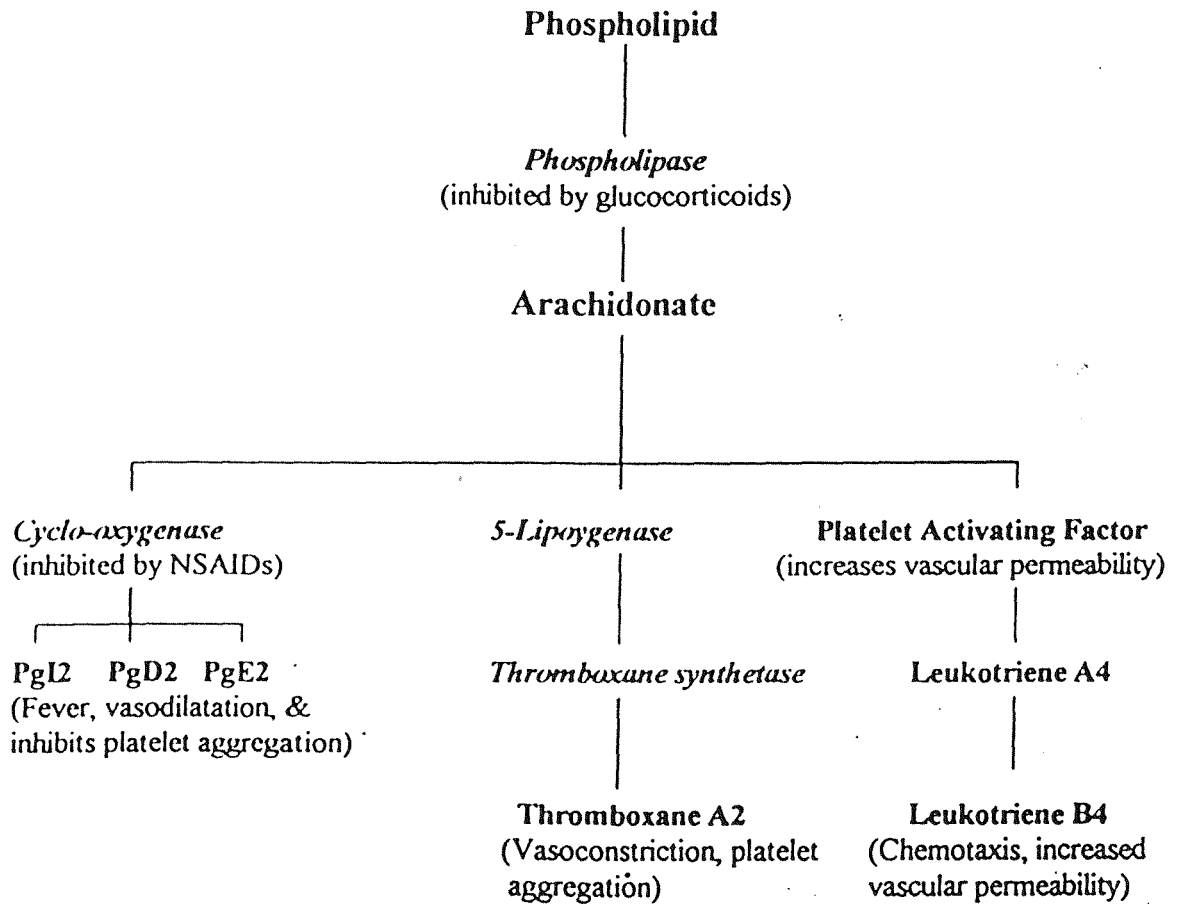 Phospholipid
Phospholipase
(inhibited by glucocorticoids)
Arachidonate
Cyclo-oxygenase
(inhibited by NSAIDs)
5-Lipoygenase
Platelet Activating Factor
(increases vascular permeability)
PgI2 PgD2 PgE2
(Fever, vasodilatation, &
inhibits platelet aggregation)
Thromboxane synthetase
Leukotriene A4
Thromboxane A2
(Vasoconstriction, platelet
aggregation)
Leukotriene B4
(Chemotaxis, increased
vascular permeability)